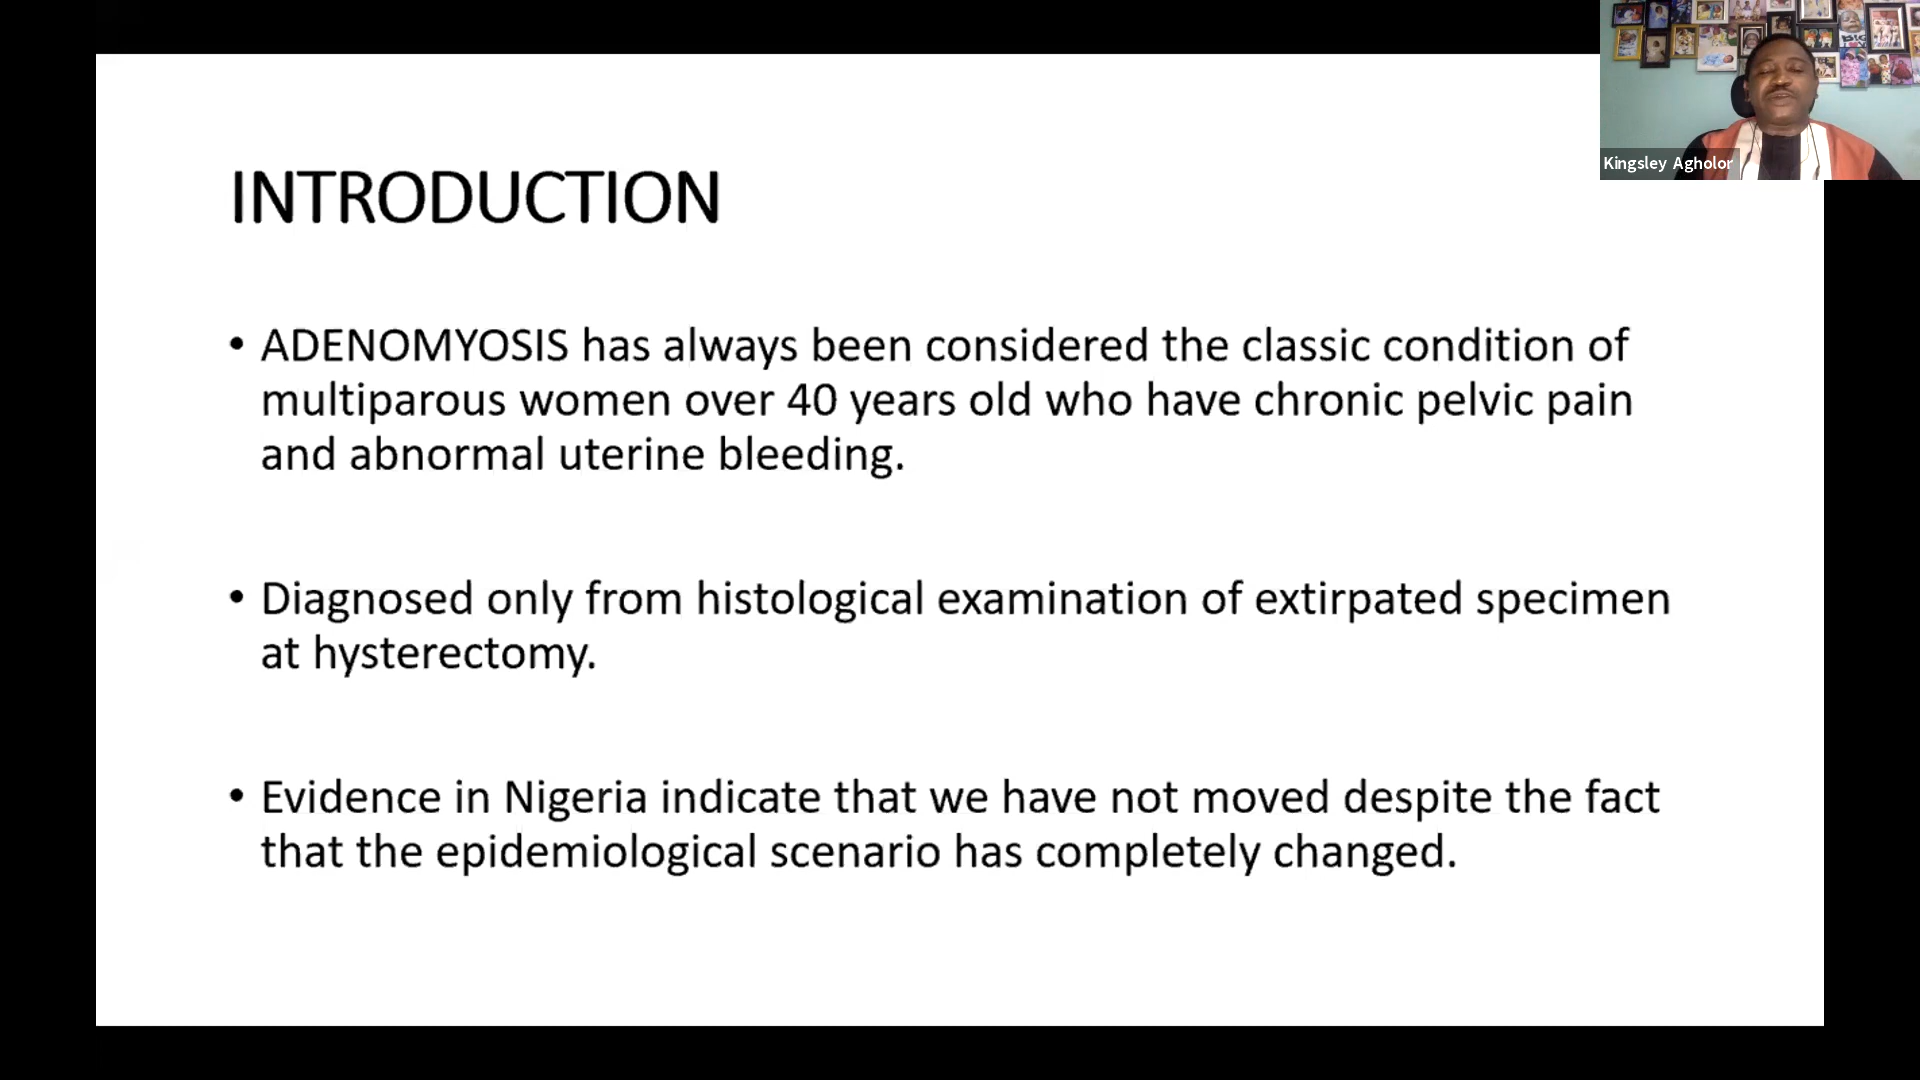 Kingsley Agholor
INTRODUCTION
• ADENOMYOSIS has always been considered the classic condition of
multiparous women over 40 years old who have chronic pelvic pain
and abnormal uterine bleeding.
• Diagnosed only from histological examination of extirpated specimen
at hysterectomy.
• Evidence in Nigeria indicate that we have not moved despite the fact
that the epidemiological scenario has completely changed.